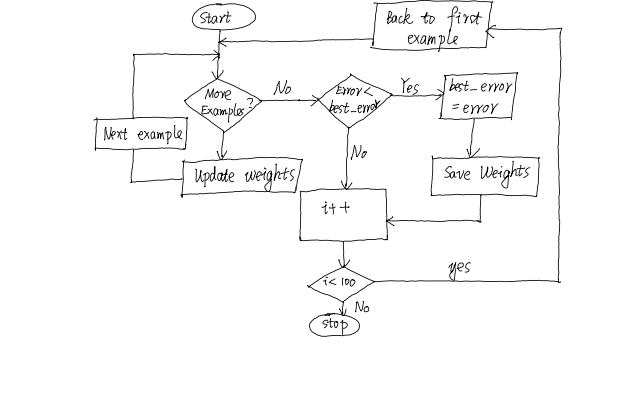 Start
Back to first
example
More
Examples?
No
Error<
best_error
Yes
best_error
= error
Next example
No
Update weights
Save Weights
i++
i<100
yes
No
stop